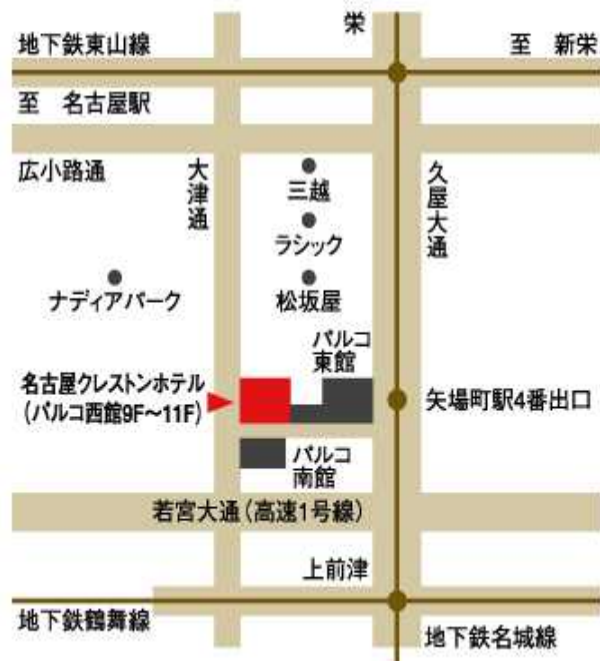 栄
地下鉄東山線
至 新栄
至 名古屋駅
広小路通
大津通
三越
久屋大通
ラシック
ナディアパーク
松坂屋
パルコ
東館
名古屋クレストンホテル
(パルコ西館9F～11F)
矢場町駅4番出口
パルコ
南館
若宮大通(高速1号線)
上前津
地下鉄鶴舞線
地下鉄名城線